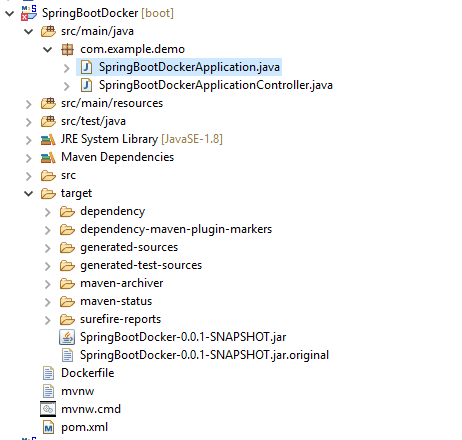 SpringBootDocker [boot]
src/main/java
com.example.demo
SpringBootDockerApplication.java
SpringBootDockerApplicationController.java
src/main/resources
src/test/java
JRE System Library [JavaSE-1.8]
Maven Dependencies
src
target
dependency
dependency-maven-plugin-markers
generated-sources
generated-test-sources
maven-archiver
maven-status
surefire-reports
SpringBootDocker-0.0.1-SNAPSHOT.jar
SpringBootDocker-0.0.1-SNAPSHOT.jar.original
Dockerfile
mvnw
mvnw.cmd
pom.xml